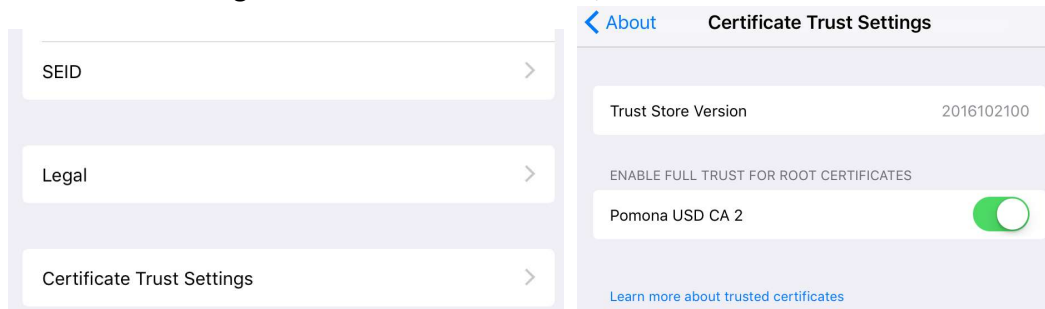 SEID
Legal
Certificate Trust Settings
About Certificate Trust Settings
Trust Store Version 2016102100
ENABLE FULL TRUST FOR ROOT CERTIFICATES
Pomona USD CA 2
Learn more about trusted certificates